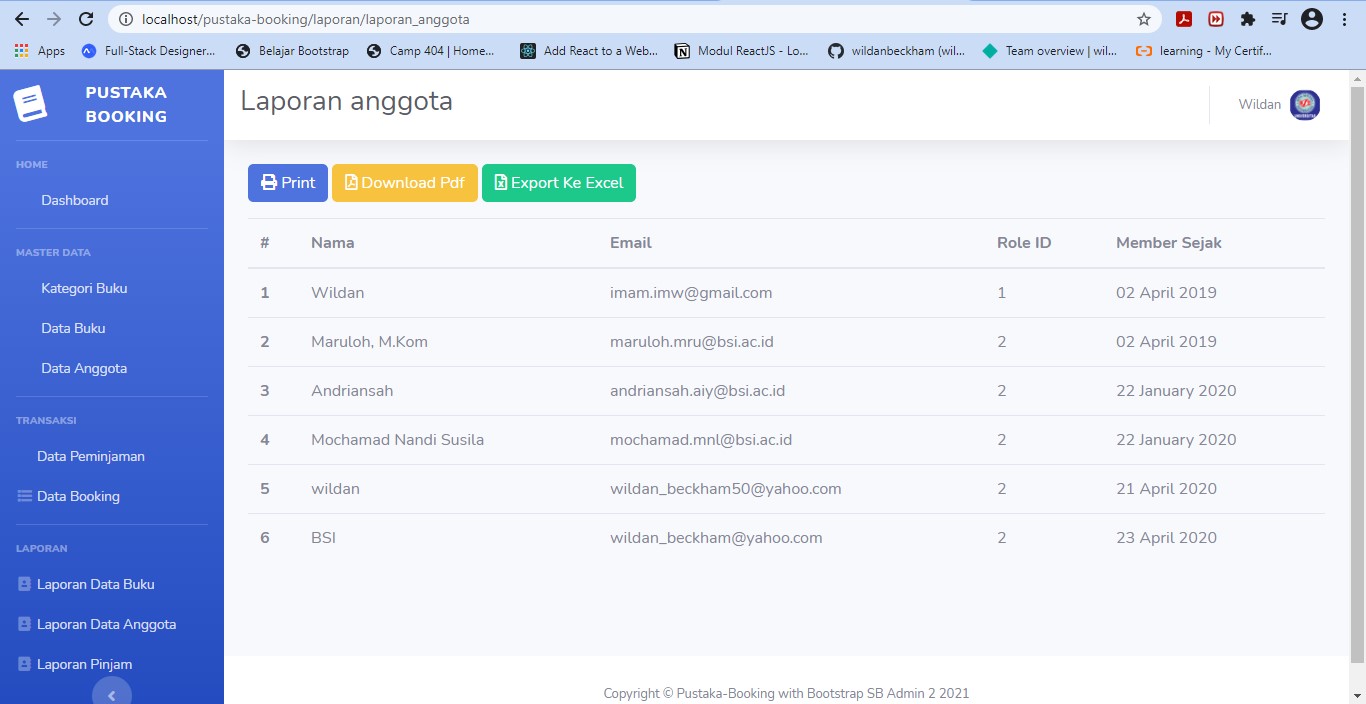 localhost/pustaka-booking/laporan/laporan_anggota
Apps Full-Stack Designer... Belajar Bootstrap Camp 404 | Home... Add React to a Web... Modul ReactJS - Lo... wildanbeckham (wil... Team overview | wil... learning - My Certif...
PUSTAKA
BOOKING
HOME
Dashboard
MASTER DATA
Kategori Buku
Data Buku
Data Anggota
TRANSAKSI
Data Peminjaman
Data Booking
LAPORAN
Laporan Data Buku
Laporan Data Anggota
Laporan Pinjam
Laporan anggota
Wildan
Print Download Pdf Export Ke Excel
# Nama Email Role ID Member Sejak
1 Wildan imam.imw@gmail.com 1 02 April 2019
2 Maruloh, M.Kom maruloh.mru@bsi.ac.id 2 02 April 2019
3 Andriansah andriansah.aiy@bsi.ac.id 2 22 January 2020
4 Mochamad Nandi Susila mochamad.mnl@bsi.ac.id 2 22 January 2020
5 wildan wildan_beckham50@yahoo.com 2 21 April 2020
6 BSI wildan_beckham@yahoo.com 2 23 April 2020
Copyright © Pustaka-Booking with Bootstrap SB Admin 2 2021